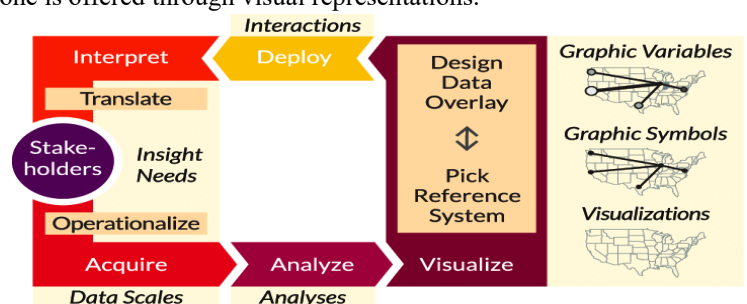 one is offered through visual representations.
Interactions
Interpret
Deploy
Translate
Stake-
holders
Insight
Needs
Operationalize
Acquire
Analyze
Visualize
Data Scales
Analyses
Design
Data
Overlay
Pick
Reference
System
Graphic Variables
Graphic Symbols
Visualizations